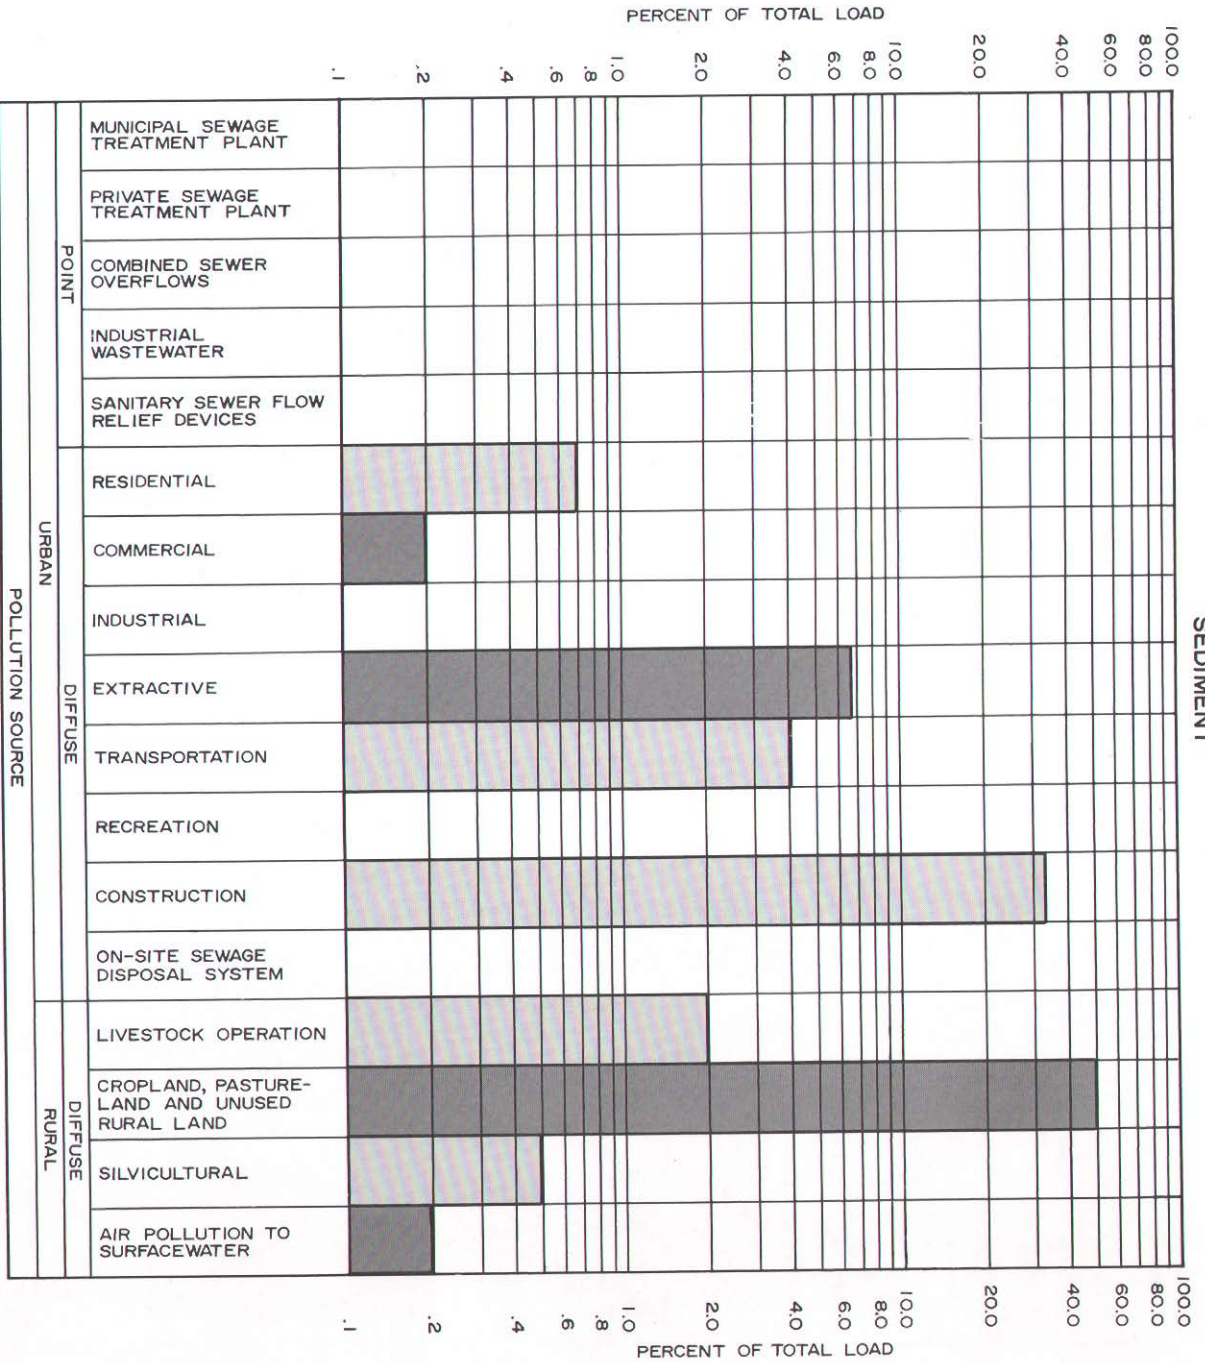 PERCENT OF TOTAL LOAD
.1 .2 .4 .6 .8 1.0 2.0 4.0 6.0 8.0 10.0 20.0 40.0 60.0 80.0 100.0
SEDIMENT
MUNICIPAL SEWAGE
TREATMENT PLANT
PRIVATE SEWAGE
TREATMENT PLANT
COMBINED SEWER
OVERFLOWS
INDUSTRIAL
WASTEWATER
SANITARY SEWER FLOW
RELIEF DEVICES
RESIDENTIAL
COMMERCIAL
INDUSTRIAL
EXTRACTIVE
TRANSPORTATION
RECREATION
CONSTRUCTION
ON-SITE SEWAGE
DISPOSAL SYSTEM
LIVESTOCK OPERATION
CROPLAND, PASTURE-
LAND AND UNUSED
RURAL LAND
SILVICULTURAL
AIR POLLUTION TO
SURFACEWATER
POINT
DIFFUSE
DIFFUSE
URBAN
RURAL
POLLUTION SOURCE
.1 .2 .4 .6 .8 1.0 2.0 4.0 6.0 8.0 10.0 20.0 40.0 60.0 80.0 100.0
PERCENT OF TOTAL LOAD